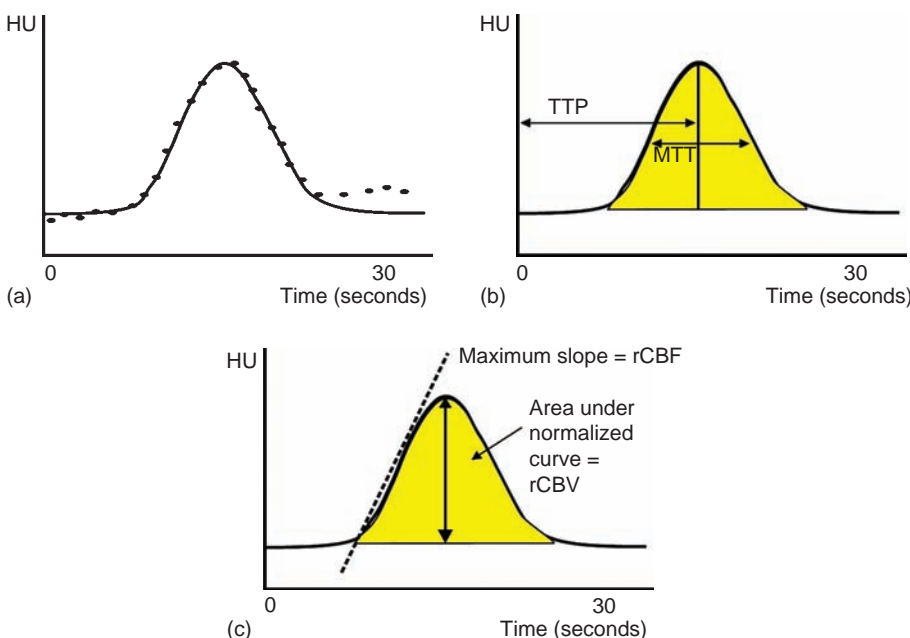 HU
0
30
Time (seconds)
(a)
HU
TTP
MTT
0
30
Time (seconds)
(b)
HU
Maximum slope = rCBF
Area under
normalized
curve =
rCBV
0
30
Time (seconds)
(c)